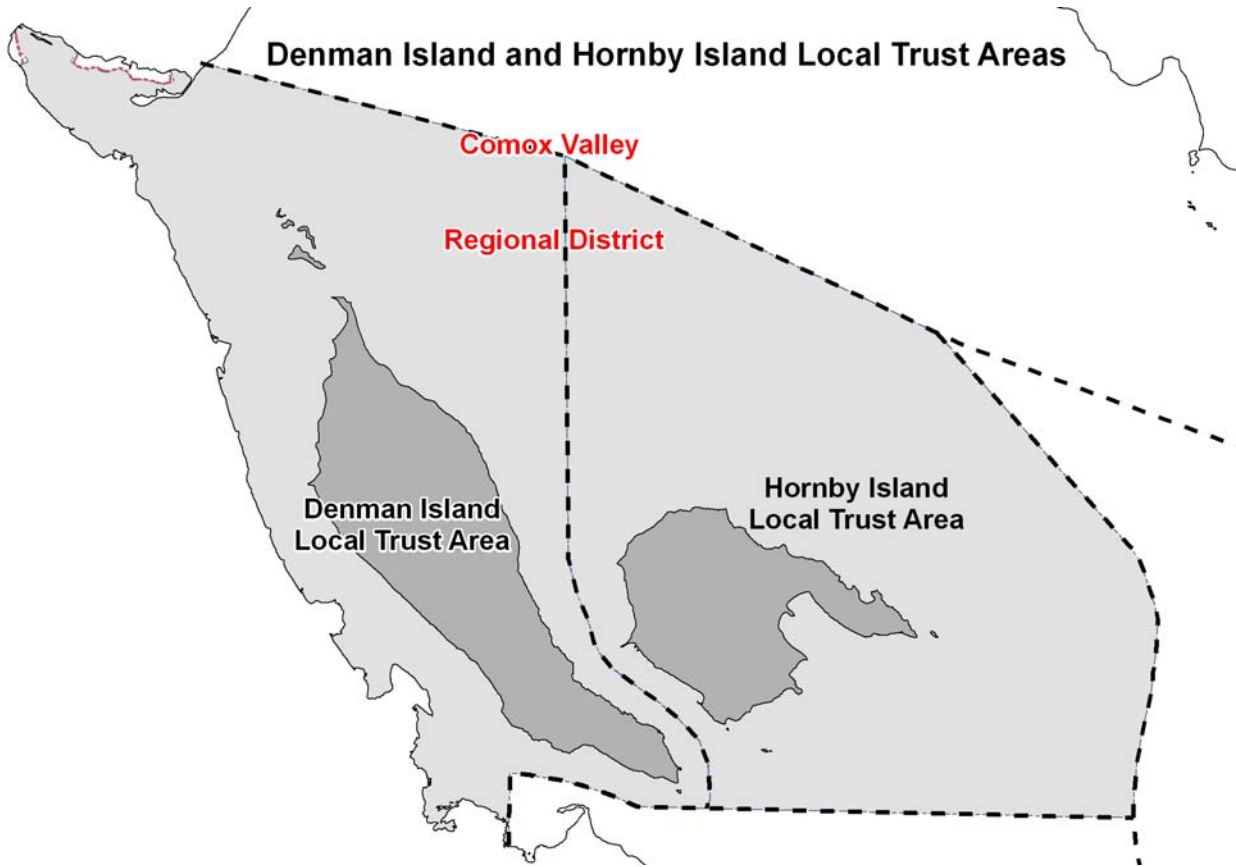 Denman Island and Hornby Island Local Trust Areas
Comox Valley
Regional District
Denman Island
Local Trust Area
Hornby Island
Local Trust Area